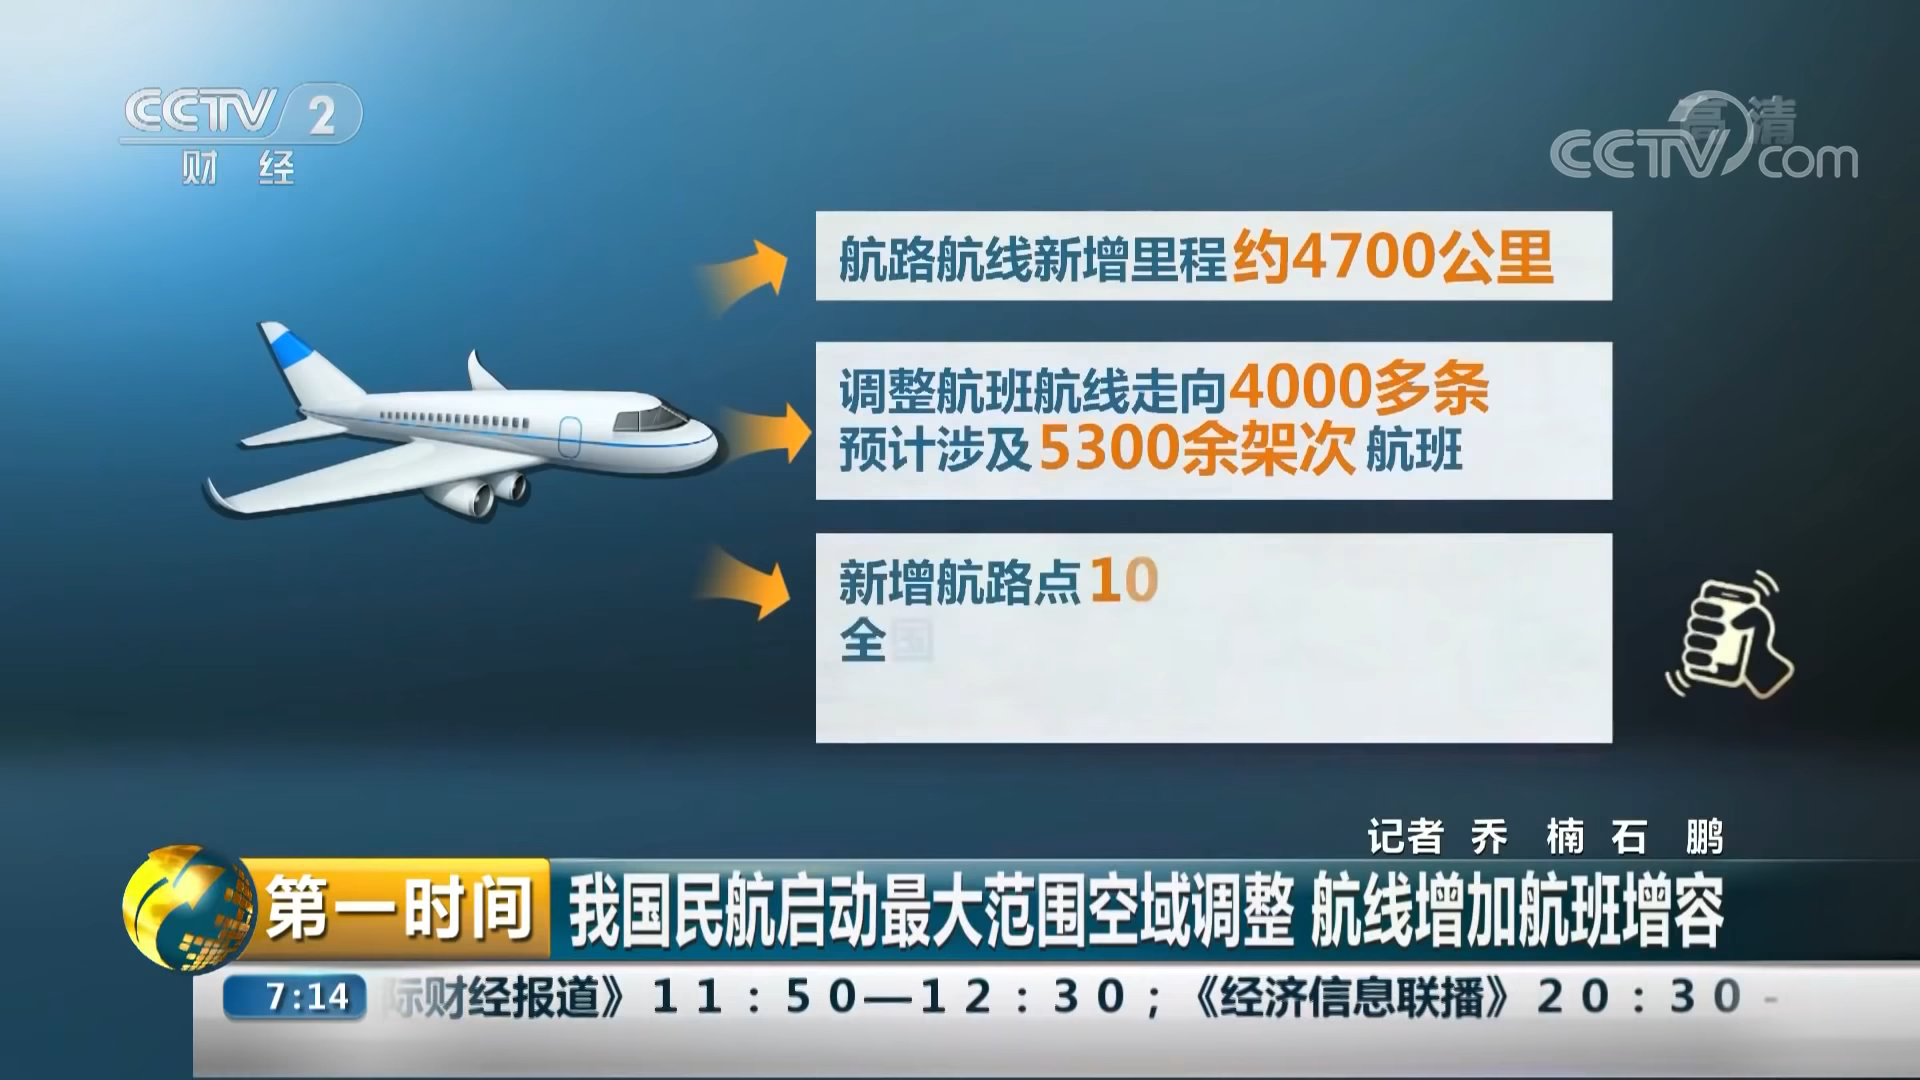 CCTV 2
财 经
高清
CCTV.com
航路航线新增里程约4700公里
调整航班航线走向4000多条
预计涉及5300余架次航班
新增航路点10
全国
记者 乔 楠 石 鹏
第一时间
我国民航启动最大范围空域调整 航线增加航班增容
7:14
际财经报道》11:50—12:30;《经济信息联播》20:30-